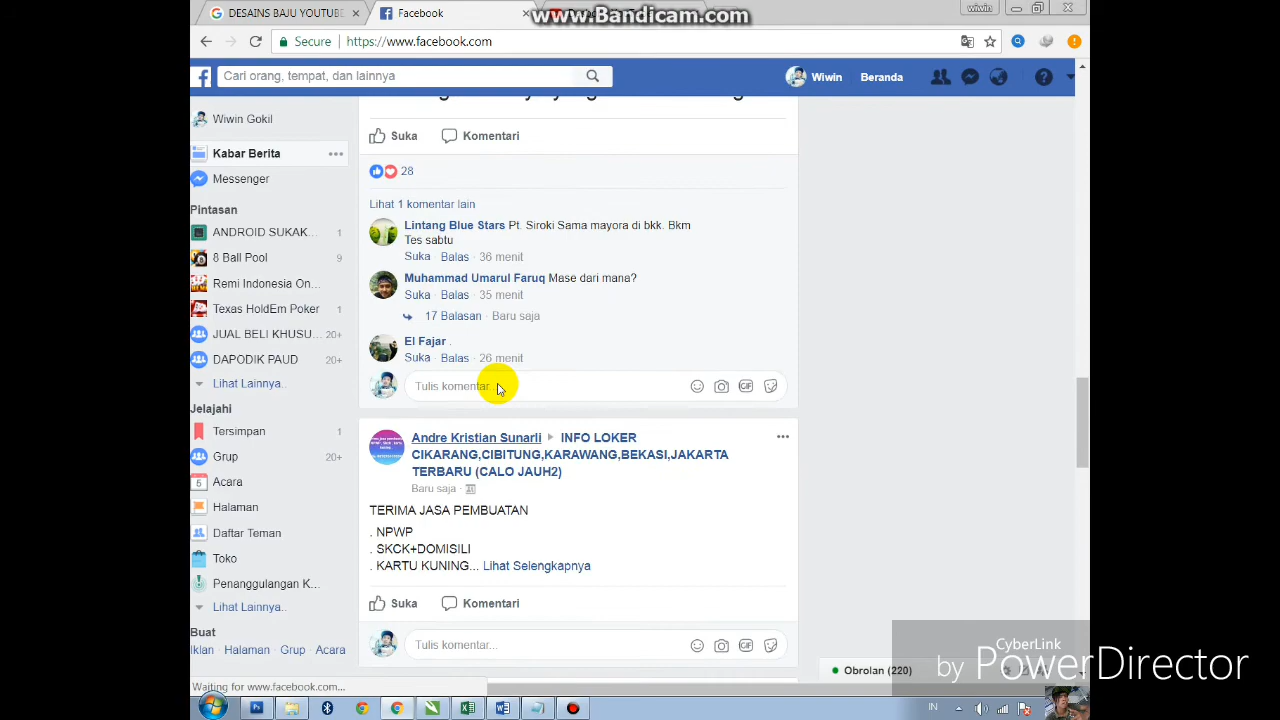 DESAINS BAJU YOUTUBE
Facebook
www.Bandicam.com
wiwin
Secure
https://www.facebook.com
Cari orang, tempat, dan lainnya
Wiwin
Beranda
Wiwin Gokil
Kabar Berita
Messenger
Pintasan
ANDROID SUKAK... 1
8 Ball Pool 9
Remi Indonesia On...
Texas HoldEm Poker 1
JUAL BELI KHUSU... 20+
DAPODIK PAUD 20+
Lihat Lainnya..
Jelajahi
Tersimpan
Grup 20+
Acara
Halaman
Daftar Teman
Toko
Penanggulangan K...
Lihat Lainnya..
Buat
Iklan · Halaman · Grup · Acara
Suka Komentari
28
Lihat 1 komentar lain
Lintang Blue Stars Pt. Siroki Sama mayora di bkk. Bkm
Tes sabtu
Suka · Balas · 36 menit
Muhammad Umarul Faruq Mase dari mana?
Suka · Balas · 35 menit
17 Balasan · Baru saja
El Fajar .
Suka · Balas · 26 menit
Tulis komentar...
Andre Kristian Sunarli INFO LOKER
CIKARANG,CIBITUNG,KARAWANG,BEKASI,JAKARTA
TERBARU (CALO JAUH2)
Baru saja ·
TERIMA JASA PEMBUATAN
. NPWP
. SKCK+DOMISILI
. KARTU KUNING... Lihat Selengkapnya
Suka Komentari
Tulis komentar...
Obrolan (220)
CyberLink
by PowerDirector
Waiting for www.facebook.com...
IN